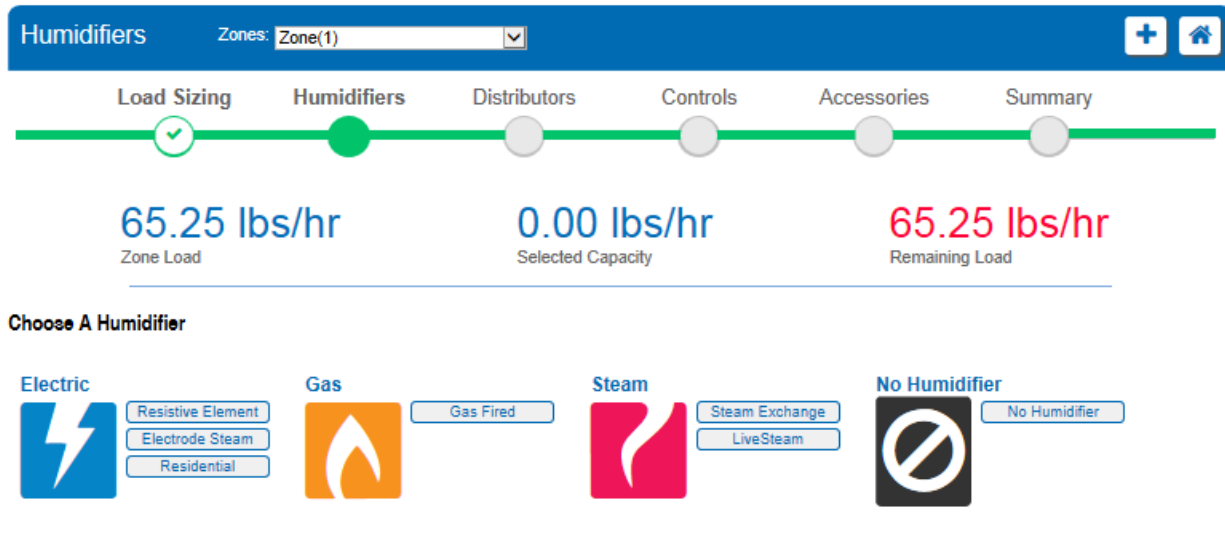 Humidifiers Zones: Zone(1)
Load Sizing Humidifiers Distributors Controls Accessories Summary
65.25 lbs/hr 0.00 lbs/hr 65.25 lbs/hr
Zone Load Selected Capacity Remaining Load
Choose A Humidifier
Electric Gas Steam No Humidifier
Resistive Element Gas Fired Steam Exchange No Humidifier
Electrode Steam LiveSteam
Residential